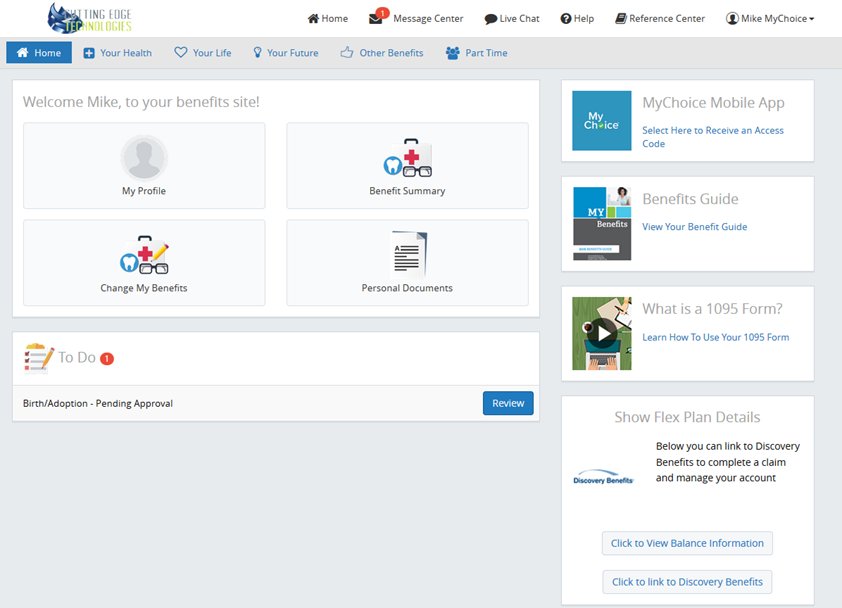 CUTTING EDGE
TECHNOLOGIES
Home
1
Message Center
Live Chat
Help
Reference Center
Mike MyChoice
Home
Your Health
Your Life
Your Future
Other Benefits
Part Time
Welcome Mike, to your benefits site!
My Profile
Benefit Summary
Change My Benefits
Personal Documents
To Do 1
Birth/Adoption - Pending Approval
Review
My
Choice
MyChoice Mobile App
Select Here to Receive an Access
Code
MY
Benefits
Benefits Guide
View Your Benefit Guide
What is a 1095 Form?
Learn How To Use Your 1095 Form
Show Flex Plan Details
Discovery Benefits
Below you can link to Discovery
Benefits to complete a claim
and manage your account
Click to View Balance Information
Click to link to Discovery Benefits